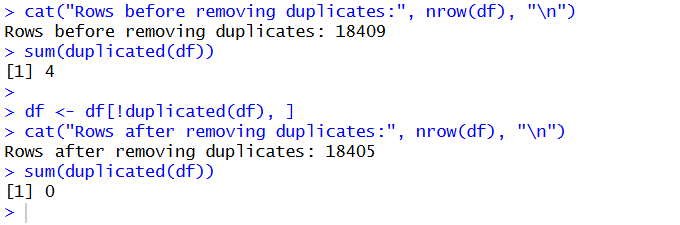 > cat("Rows before removing duplicates:", nrow(df), "\n")
Rows before removing duplicates: 18409
> sum(duplicated(df))
[1] 4
>
> df <- df[!duplicated(df), ]
> cat("Rows after removing duplicates:", nrow(df), "\n")
Rows after removing duplicates: 18405
> sum(duplicated(df))
[1] 0
>